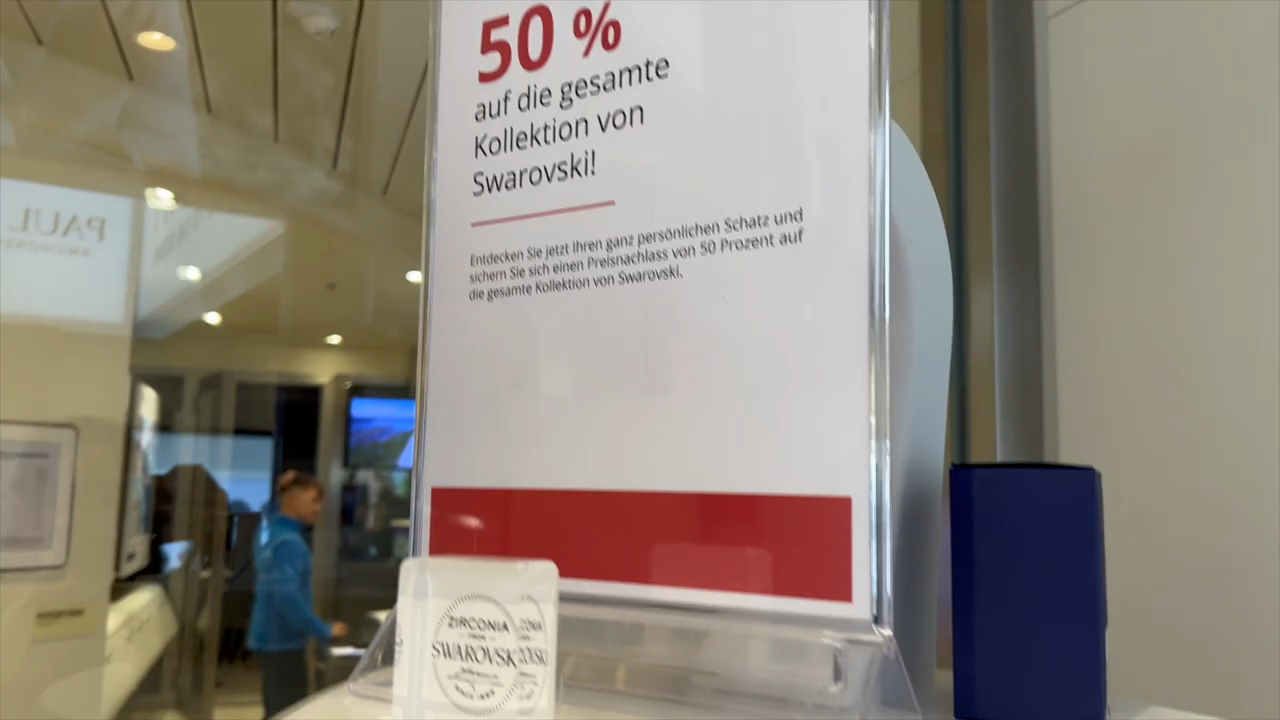 50 %
auf die gesamte
Kollektion von
Swarovski!
Entdecken Sie jetzt Ihren ganz persönlichen Schatz und
sichern Sie sich einen Preisnachlass von 50 Prozent auf
die gesamte Kollektion von Swarovski.
PAUL
ZIRCONIA
FROM
SWAROVSKI